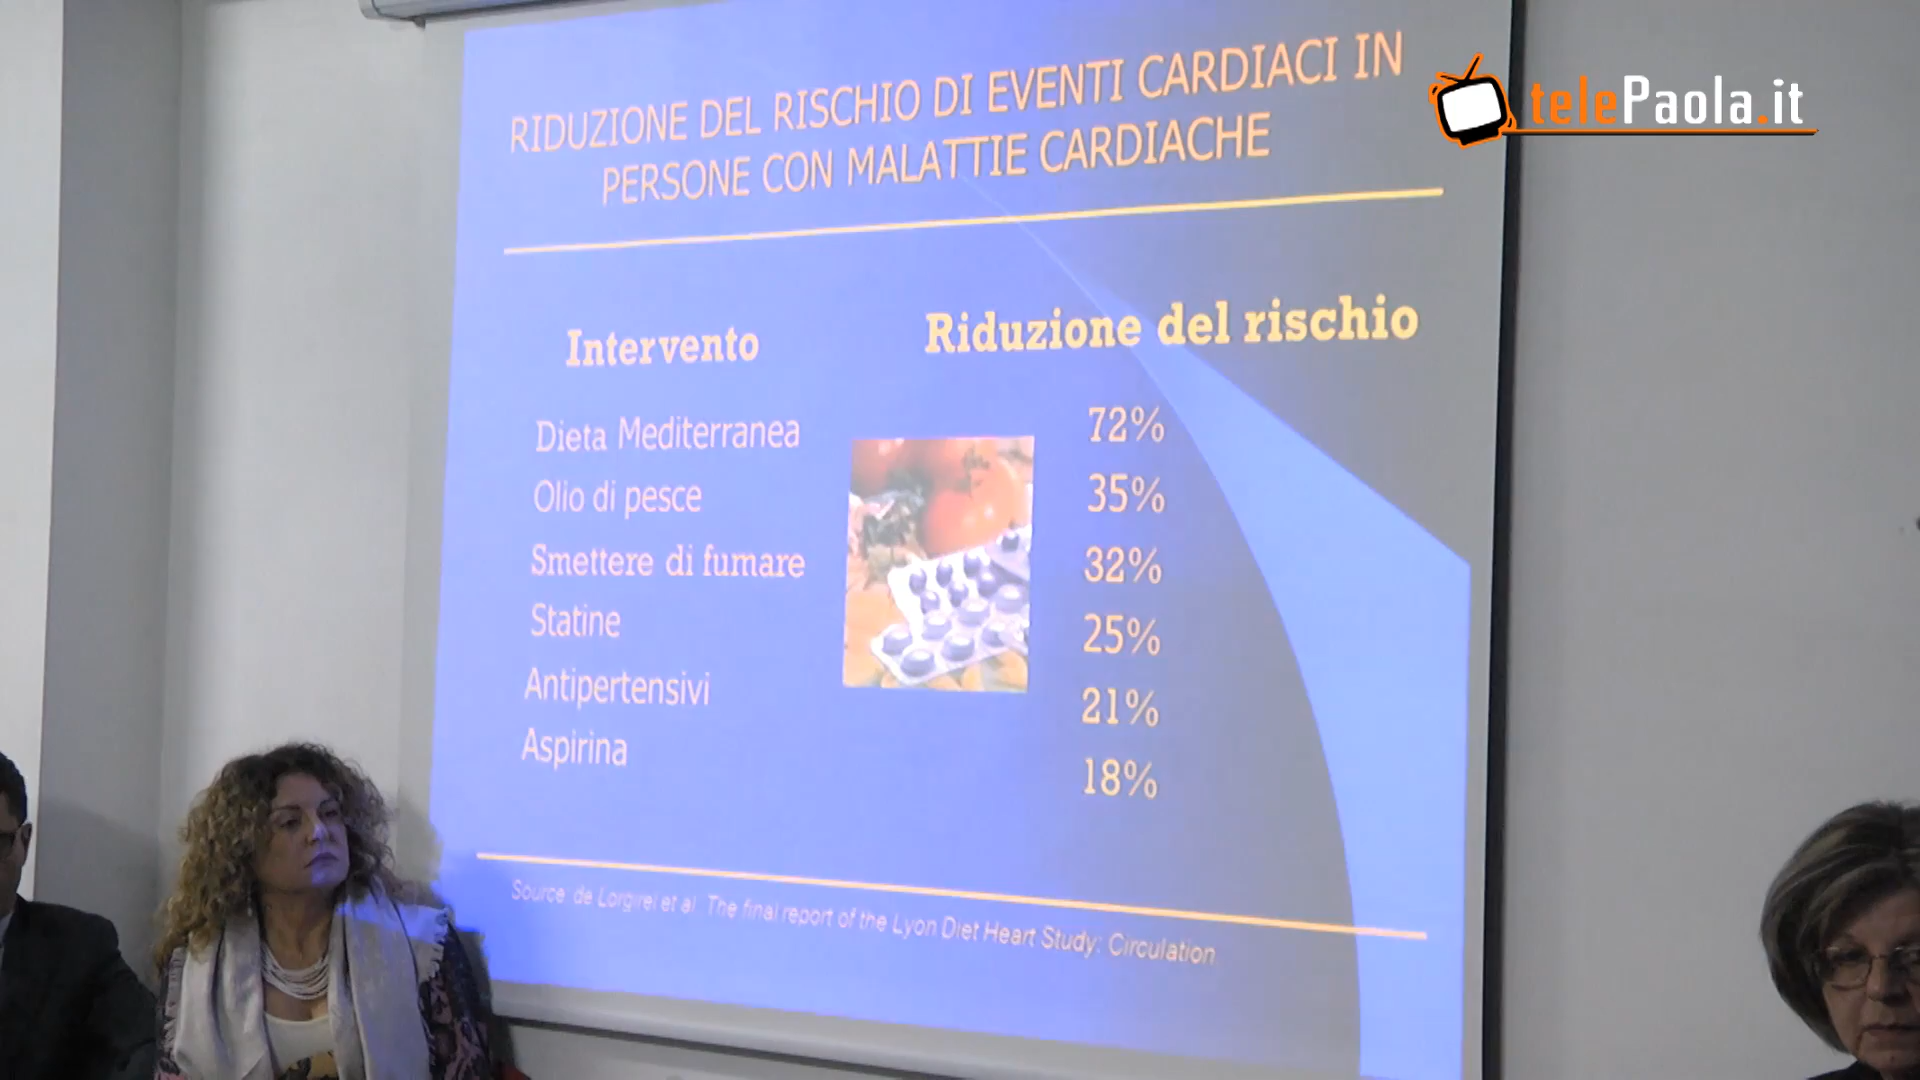 telePaola.it
RIDUZIONE DEL RISCHIO DI EVENTI CARDIACI IN
PERSONE CON MALATTIE CARDIACHE
Intervento Riduzione del rischio
Dieta Mediterranea 72%
Olio di pesce 35%
Smettere di fumare 32%
Statine 25%
Antipertensivi 21%
Aspirina 18%
Source: de Lorgirei et al The final report of the Lyon Diet Heart Study: Circulation